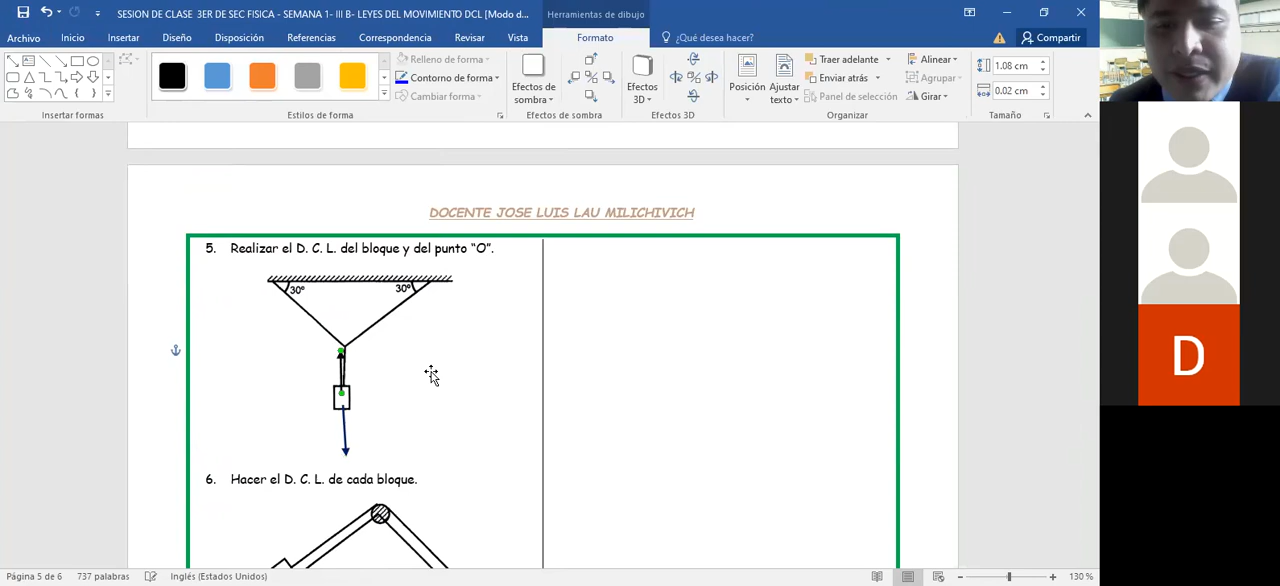 SESION DE CLASE 3ER DE SEC FISICA - SEMANA 1- III B- LEYES DEL MOVIMIENTO DCL [Modo d...
Herramientas de dibujo
Archivo Inicio Insertar Diseño Disposición Referencias Correspondencia Revisar Vista Formato ¿Qué desea hacer? Compartir
Relleno de forma
Contorno de forma
Cambiar forma
Efectos de sombra
Efectos 3D
Posición
Ajustar texto
Traer adelante
Enviar atrás
Panel de selección
Alinear
Agrupar
Girar
1.08 cm
0.02 cm
Insertar formas Estilos de forma Efectos de sombra Efectos 3D Organizar Tamaño
DOCENTE JOSE LUIS LAU MILICHIVICH
5. Realizar el D. C. L. del bloque y del punto “O”.
30º 30º
6. Hacer el D. C. L. de cada bloque.
D
Página 5 de 6 737 palabras Inglés (Estados Unidos) 130 %